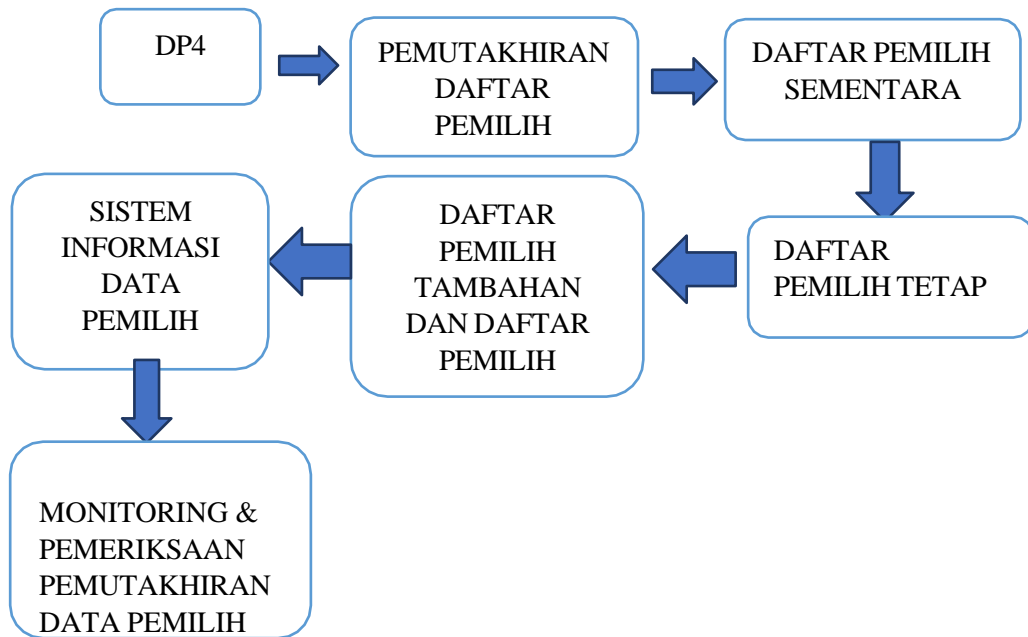 DP4
PEMUTAKHIRAN
DAFTAR
PEMILIH
DAFTAR PEMILIH
SEMENTARA
DAFTAR
PEMILIH TETAP
DAFTAR
PEMILIH
TAMBAHAN
DAN DAFTAR
PEMILIH
SISTEM
INFORMASI
DATA
PEMILIH
MONITORING &
PEMERIKSAAN
PEMUTAKHIRAN
DATA PEMILIH